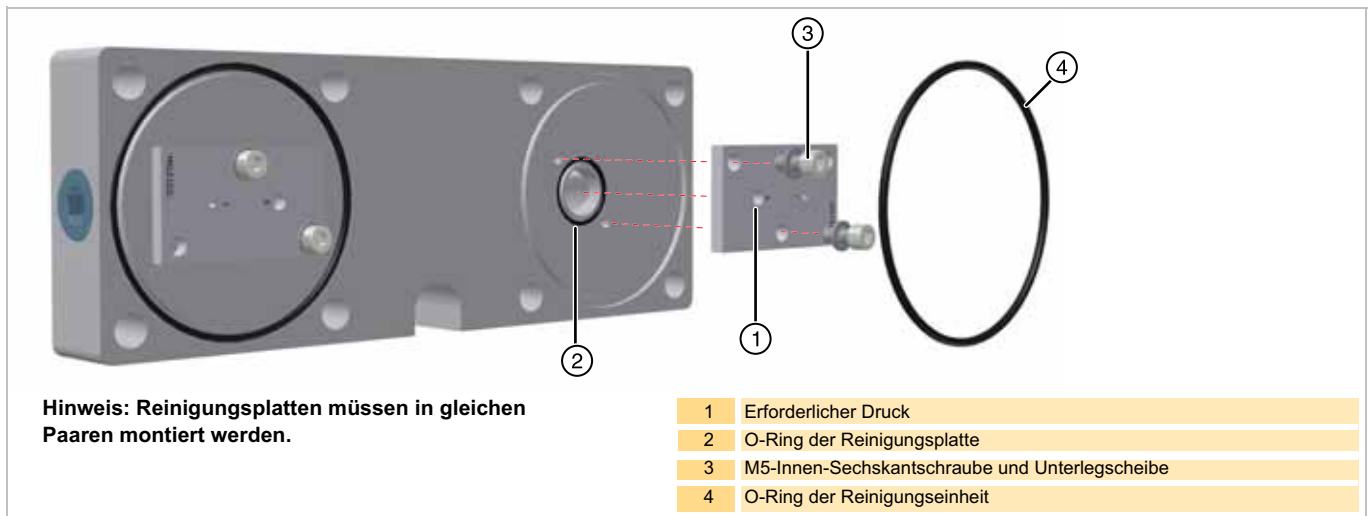 3
4
1
2
Hinweis: Reinigungsplatten müssen in gleichen
Paaren montiert werden.
1 Erforderlicher Druck
2 O-Ring der Reinigungsplatte
3 M5-Innen-Sechskantschraube und Unterlegscheibe
4 O-Ring der Reinigungseinheit